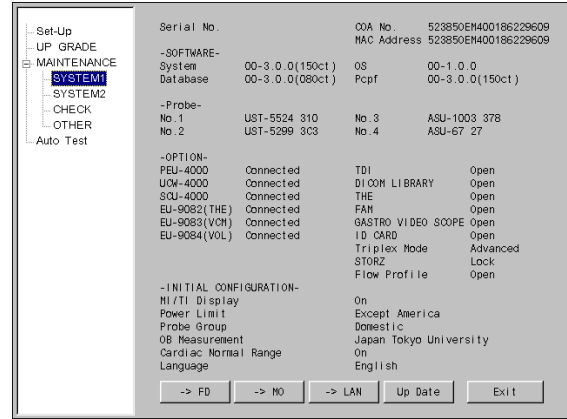 Set-Up
UP GRADE
MAINTENANCE
SYSTEM1
SYSTEM2
CHECK
OTHER
Auto Test
Serial No. COA No. 523850EM400186229609
MAC Address 523850EM400186229609
-SOFTWARE-
System 00-3.0.0(150ct) OS 00-1.0.0
Database 00-3.0.0(080ct) Pcpf 00-3.0.0(150ct)
-Probe-
No.1 UST-5524 310 No.3 ASU-1003 378
No.2 UST-5299 3C3 No.4 ASU-67 27
-OPTION-
PEU-4000 Connected TDI Open
UCW-4000 Connected DICOM LIBRARY Open
SCU-4000 Connected THE Open
EU-9082(THE) Connected FAM Open
EU-9083(VCM) Connected GASTRO VIDEO SCOPE Open
EU-9084(VOL) Connected ID CARD Open
Triplex Mode Advanced
STORZ Lock
Flow Profile Open
-INITIAL CONFIGURATION-
MI/TI Display On
Power Limit Except America
Probe Group Domestic
OB Measurement Japan Tokyo University
Cardiac Normal Range On
Language English
-> FD -> MO -> LAN Up Date Exit